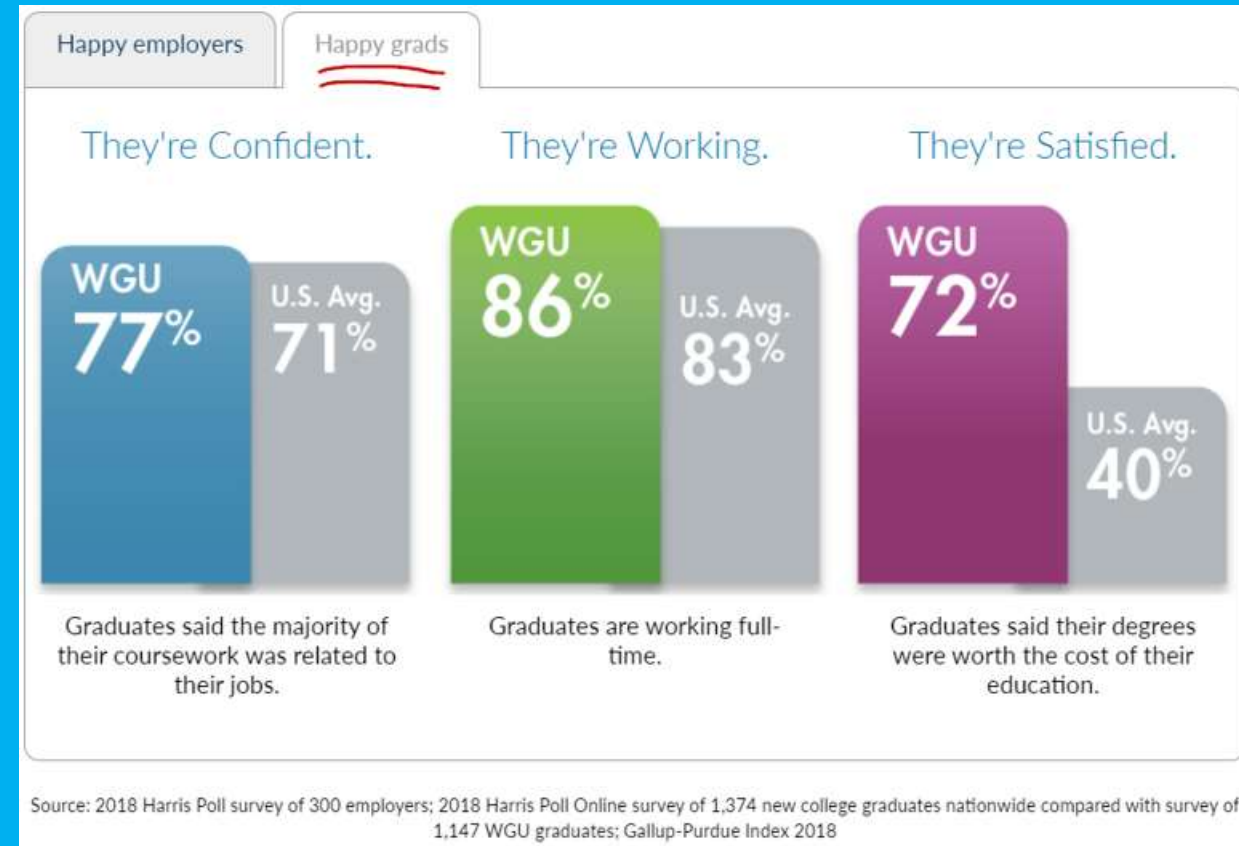 Happy employers
Happy grads
They're Confident.
They're Working.
They're Satisfied.
WGU
77%
U.S. Avg.
71%
WGU
86%
U.S. Avg.
83%
WGU
72%
U.S. Avg.
40%
Graduates said the majority of
their coursework was related to
their jobs.
Graduates are working full-
time.
Graduates said their degrees
were worth the cost of their
education.
Source: 2018 Harris Poll survey of 300 employers; 2018 Harris Poll Online survey of 1,374 new college graduates nationwide compared with survey of
1,147 WGU graduates; Gallup-Purdue Index 2018